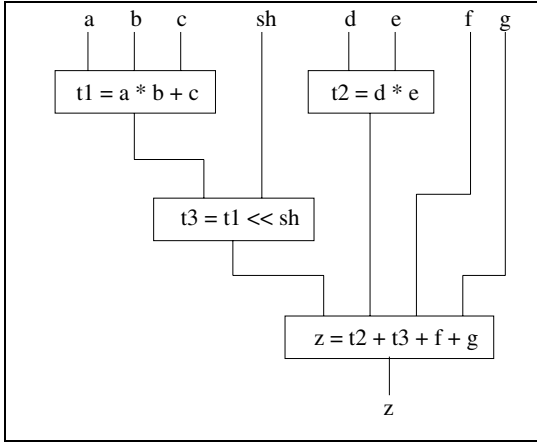 a b c sh d e f g
t1 = a * b + c t2 = d * e
t3 = t1 << sh
z = t2 + t3 + f + g
z